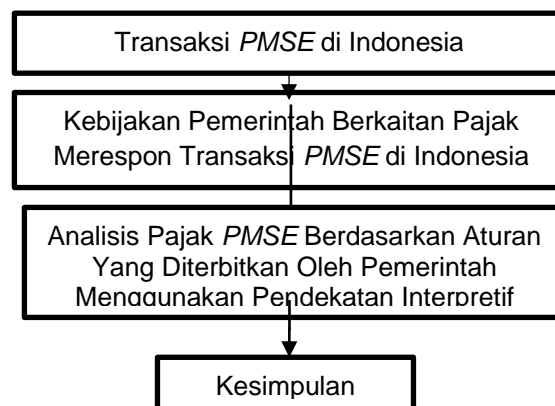 Transaksi PMSE di Indonesia
Kebijakan Pemerintah Berkaitan Pajak
Merespon Transaksi PMSE di Indonesia
Analisis Pajak PMSE Berdasarkan Aturan
Yang Diterbitkan Oleh Pemerintah
Menggunakan Pendekatan Interpretif
Kesimpulan